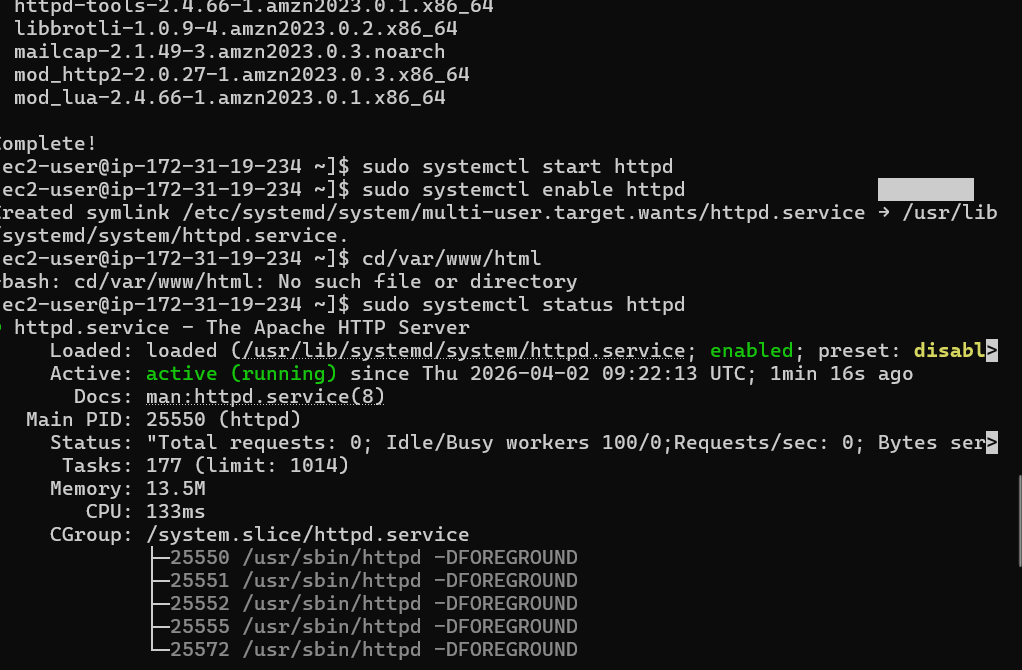 httpd-tools-2.4.66-1.amzn2023.0.1.x86_64
libbrotli-1.0.9-4.amzn2023.0.2.x86_64
mailcap-2.1.49-3.amzn2023.0.3.noarch
mod_http2-2.0.27-1.amzn2023.0.3.x86_64
mod_lua-2.4.66-1.amzn2023.0.1.x86_64
omplete!
ec2-user@ip-172-31-19-234 ~]$ sudo systemctl start httpd
ec2-user@ip-172-31-19-234 ~]$ sudo systemctl enable httpd
reated symlink /etc/systemd/system/multi-user.target.wants/httpd.service → /usr/lib
/systemd/system/httpd.service.
ec2-user@ip-172-31-19-234 ~]$ cd/var/www/html
-bash: cd/var/www/html: No such file or directory
ec2-user@ip-172-31-19-234 ~]$ sudo systemctl status httpd
● httpd.service - The Apache HTTP Server
Loaded: loaded (/usr/lib/systemd/system/httpd.service; enabled; preset: disabl>
Active: active (running) since Thu 2026-04-02 09:22:13 UTC; 1min 16s ago
Docs: man:httpd.service(8)
Main PID: 25550 (httpd)
Status: "Total requests: 0; Idle/Busy workers 100/0;Requests/sec: 0; Bytes ser>
Tasks: 177 (limit: 1014)
Memory: 13.5M
CPU: 133ms
CGroup: /system.slice/httpd.service
├─25550 /usr/sbin/httpd -DFOREGROUND
├─25551 /usr/sbin/httpd -DFOREGROUND
├─25552 /usr/sbin/httpd -DFOREGROUND
├─25555 /usr/sbin/httpd -DFOREGROUND
└─25572 /usr/sbin/httpd -DFOREGROUND